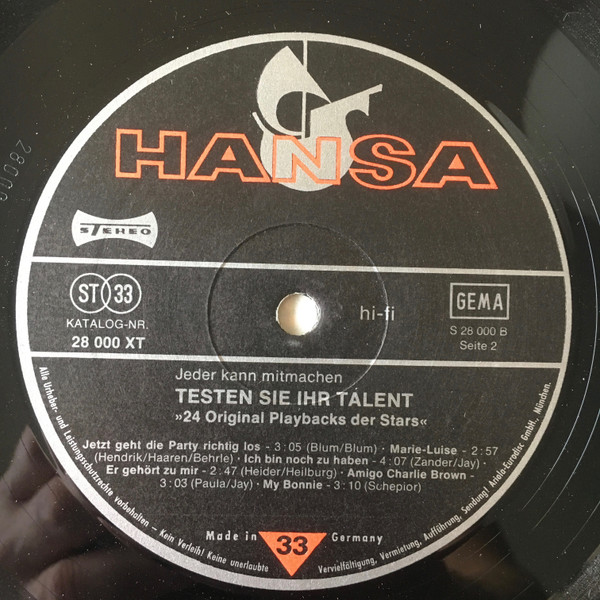 HANSA
STEREO
ST 33
KATALOG-NR.
28 000 XT
hi-fi
GEMA
S 28 000 B
Seite 2
Jeder kann mitmachen
TESTEN SIE IHR TALENT
»24 Original Playbacks der Stars«
Jetzt geht die Party richtig los - 3:05 (Blum/Blum) · Marie-Luise - 2:57
(Hendrik/Haaren/Behrle) · Ich bin noch zu haben - 4:07 (Zander/Jay) ·
Er gehört zu mir - 2:47 (Heider/Heilburg) · Amigo Charlie Brown -
3:03 (Paula/Jay) · My Bonnie - 3:10 (Schepior)
Made in 33 Germany
Alle Urheber- und Leistungsschutzrechte vorbehalten – Kein Verleih! Keine unerlaubte Vervielfältigung, Vermietung, Aufführung, Sendung! Ariola-Eurodisc GmbH., München.